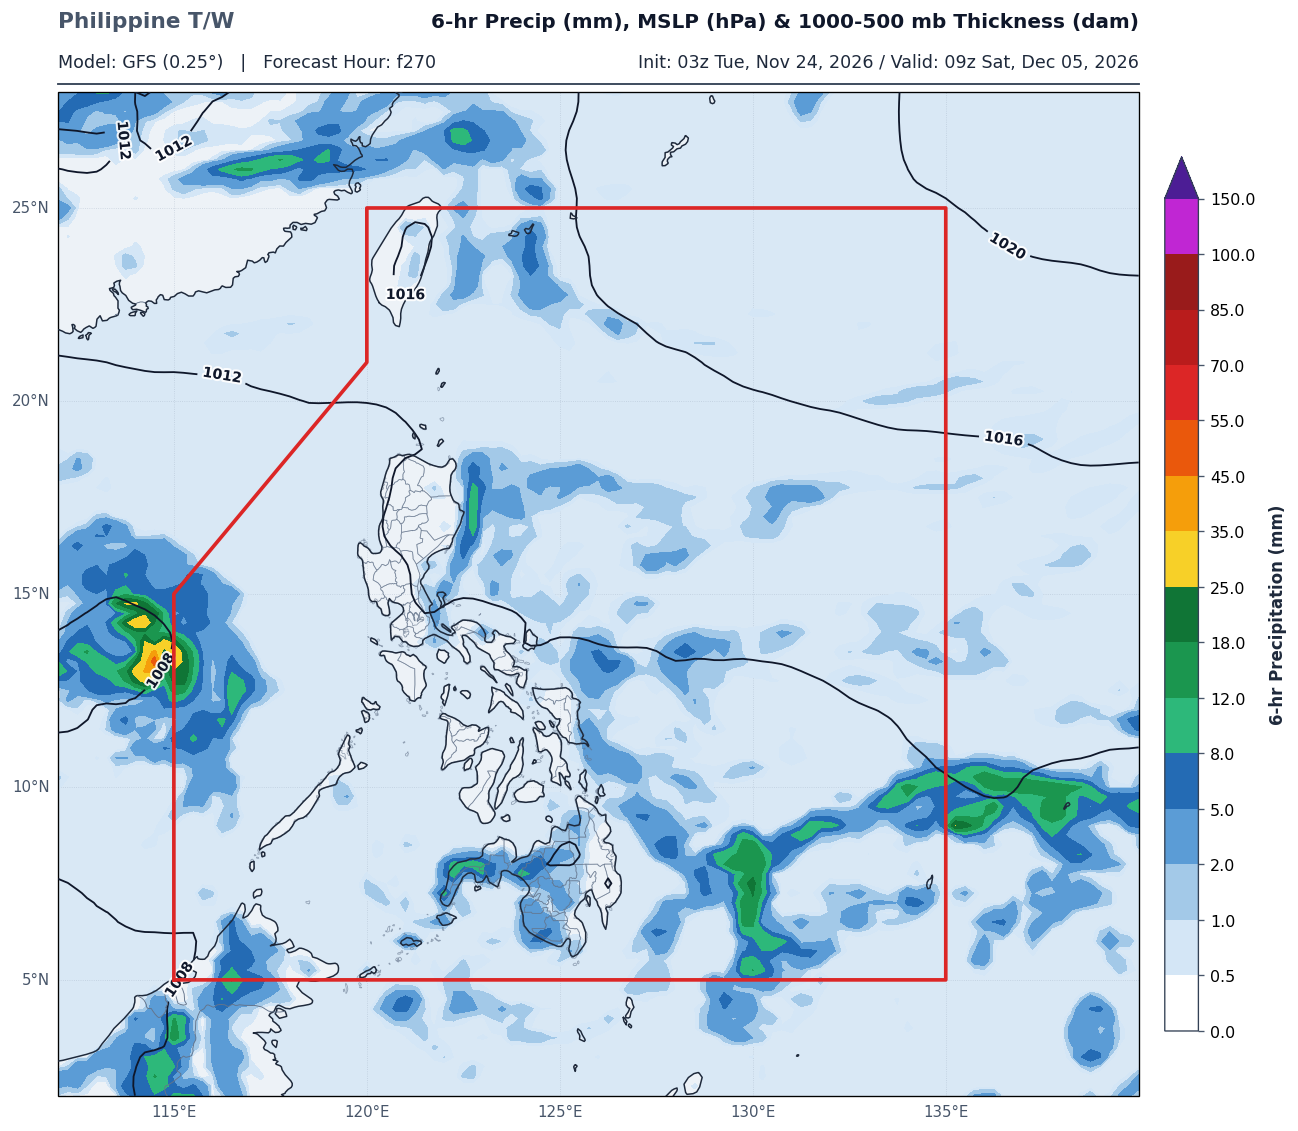 Philippine T/W
6-hr Precip (mm), MSLP (hPa) & 1000-500 mb Thickness (dam)
Model: GFS (0.25°) | Forecast Hour: f270
Init: 03z Tue, Nov 24, 2026 / Valid: 09z Sat, Dec 05, 2026
1012
1012
1020
1016
1012
1016
1008
1008
25°N
20°N
15°N
10°N
5°N
115°E
120°E
125°E
130°E
135°E
150.0
100.0
85.0
70.0
55.0
45.0
35.0
25.0
18.0
12.0
8.0
5.0
2.0
1.0
0.5
0.0
6-hr Precipitation (mm)